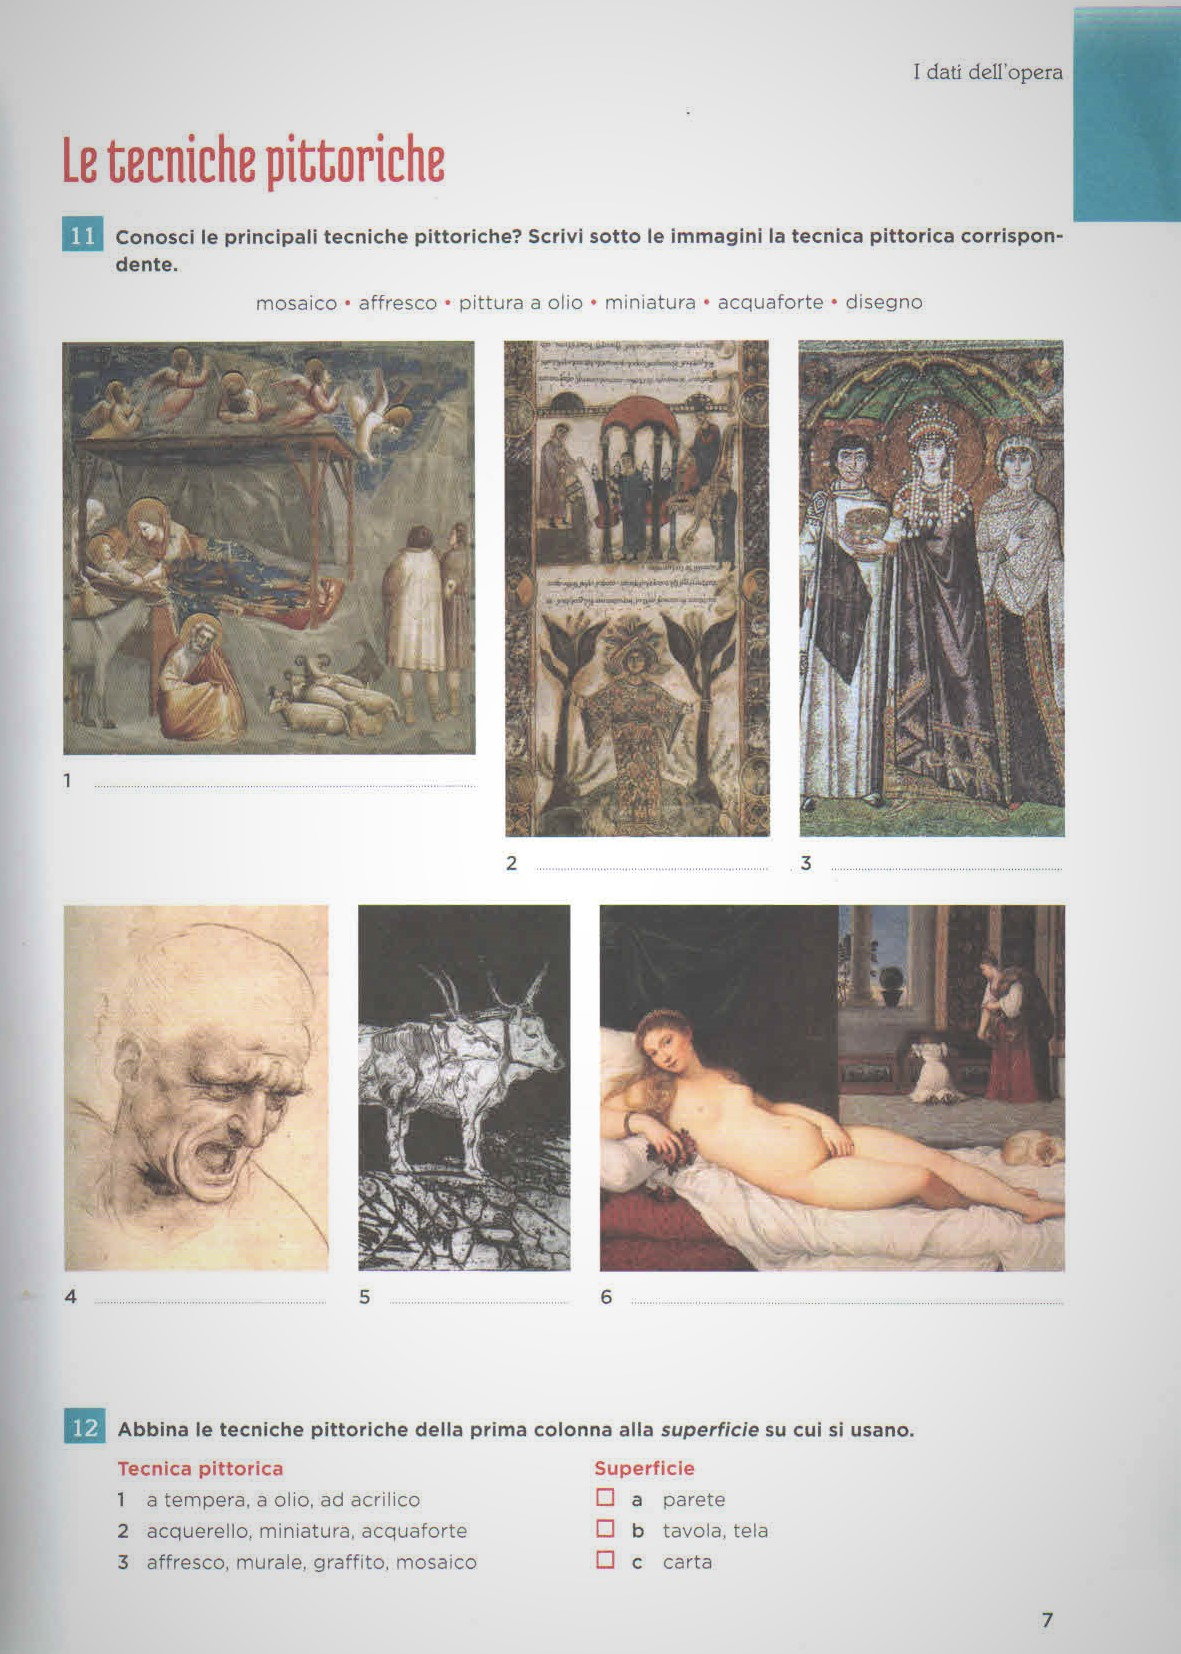 I dati dell'opera
Le tecniche pittoriche
11 Conosci le principali tecniche pittoriche? Scrivi sotto le immagini la tecnica pittorica corrispon-
dente.
mosaico • affresco • pittura a olio • miniatura • acquaforte • disegno
1
2
3
4
5
6
12 Abbina le tecniche pittoriche della prima colonna alla superficie su cui si usano.
Tecnica pittorica
1 a tempera, a olio, ad acrilico
2 acquerello, miniatura, acquaforte
3 affresco, murale, graffito, mosaico
Superficie
a parete
b tavola, tela
c carta
7